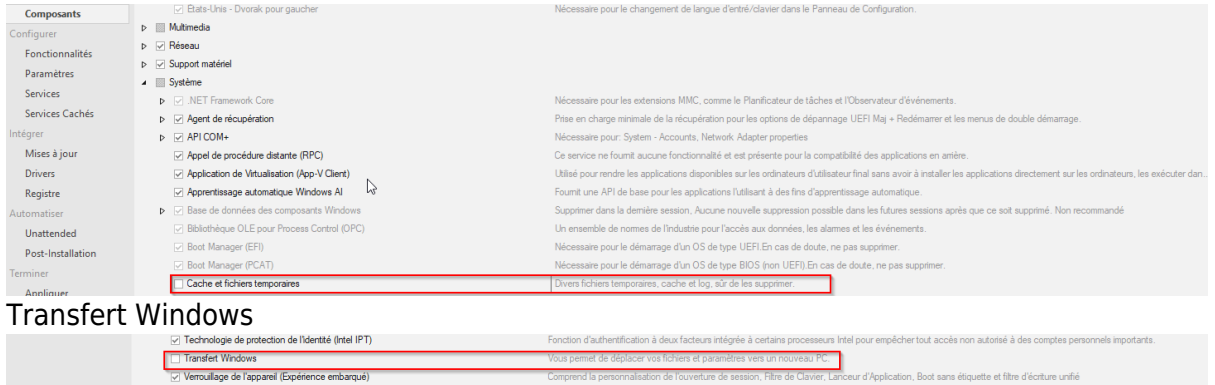 Composants
États-Unis - Dvorak pour gaucher Nécessaire pour le changement de langue d'entré/clavier dans le Panneau de Configuration.
Configurer
Multimedia
Fonctionnalités
Réseau
Paramètres
Support matériel
Système
Services
.NET Framework Core Nécessaire pour les extensions MMC, comme le Planificateur de tâches et l'Observateur d'événements.
Services Cachés
Agent de récupération Prise en charge minimale de la récupération pour les options de dépannage UEFI Maj + Redémarrer et les menus de double démarrage.
Intégrer
API COM+ Nécessaire pour: System - Accounts, Network Adapter properties
Mises à jour
Appel de procédure distante (RPC) Ce service ne fournit aucune fonctionnalité et est présente pour la compatibilité des applications en arrière.
Drivers
Application de Virtualisation (App-V Client) Utilisé pour rendre les applications disponibles sur les ordinateurs d'utilisateur final sans avoir à installer les applications directement sur les ordinateurs, les exécuter dan...
Registre
Apprentissage automatique Windows AI Fournit une API de base pour les applications l'utilisant à des fins d'apprentissage automatique.
Automatiser
Base de données des composants Windows Supprimer dans la dernière session, Aucune nouvelle suppression possible dans les futures sessions après que ce soit supprimé. Non recommandé
Unattended
Bibliothèque OLE pour Process Control (OPC) Un ensemble de normes de l'industrie pour l'accès aux données, les alarmes et les événements.
Post-Installation
Boot Manager (EFI) Nécessaire pour le démarrage d'un OS de type UEFI.En cas de doute, ne pas supprimer.
Terminer
Boot Manager (PCAT) Nécessaire pour le démarrage d'un OS de type BIOS (non UEFI).En cas de doute, ne pas supprimer.
Appliquer
Cache et fichiers temporaires Divers fichiers temporaires, cache et log, sûr de les supprimer.
Transfert Windows
Technologie de protection de l'identité (Intel IPT) Fonction d'authentification à deux facteurs intégrée à certains processeurs Intel pour empêcher tout accès non autorisé à des comptes personnels importants.
Transfert Windows Vous permet de déplacer vos fichiers et paramètres vers un nouveau PC.
Verrouillage de l'appareil (Expérience embarqué) Comprend la personnalisation de l'ouverture de session, Filtre de Clavier, Lanceur d'Application, Boot sans étiquette et filtre d'écriture unifié